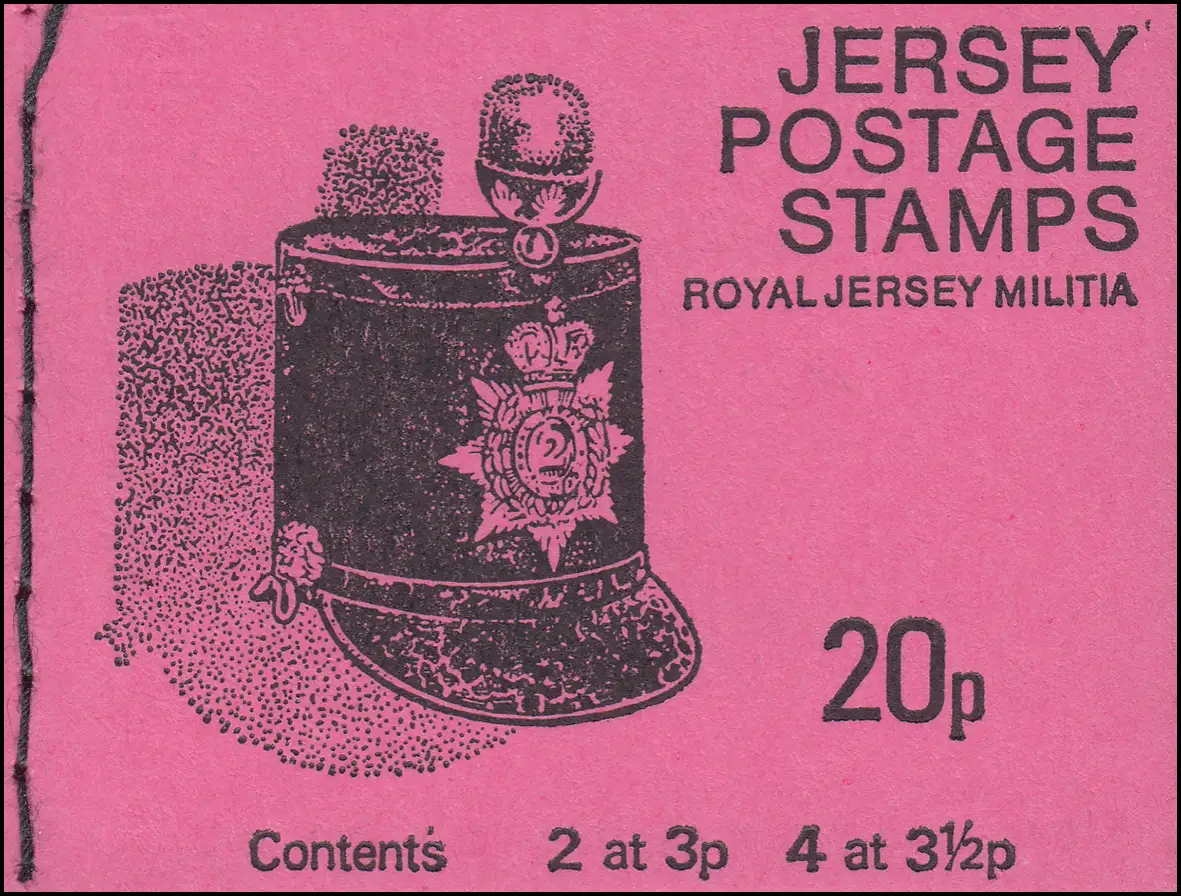 JERSEY
POSTAGE
STAMPS
ROYAL JERSEY MILITIA
2
20p
Contents 2 at 3p 4 at 3½p